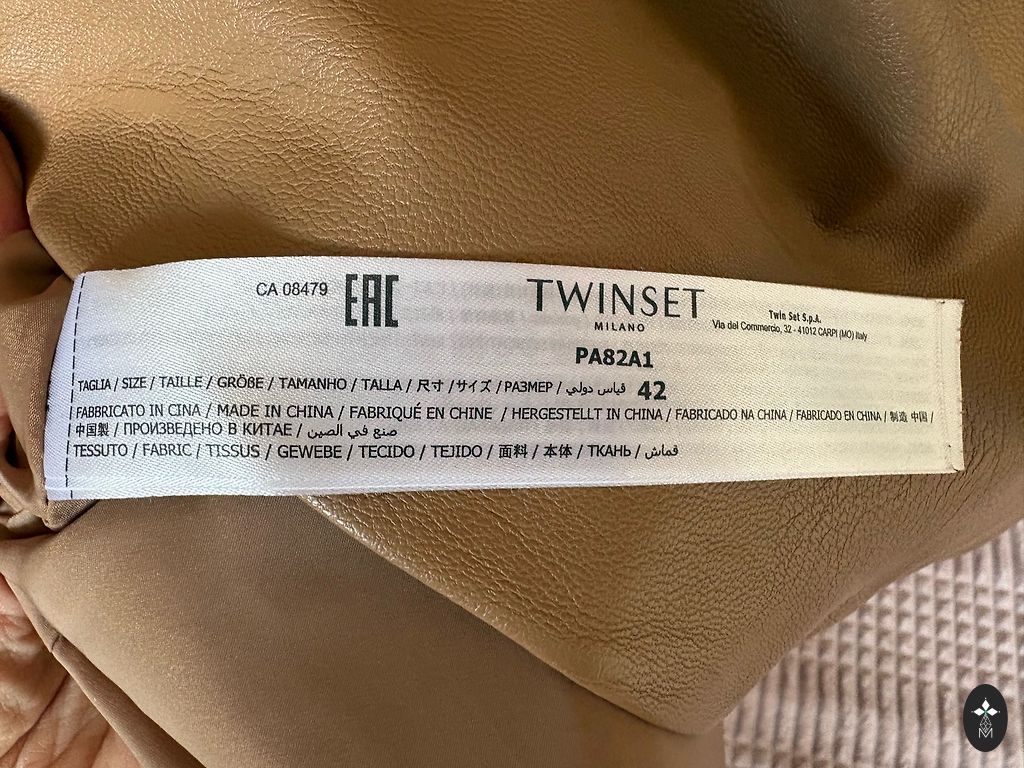 CA 08479 EAC
TWINSET
MILANO
Twin Set S.p.A.
Via del Commercio, 32 - 41012 CARPI (MO) Italy
PA82A1
TAGLIA / SIZE / TAILLE / GRÖßE / TAMANHO / TALLA / 尺寸 / サイズ / РАЗМЕР / قياس دولي 42
FABBRICATO IN CINA / MADE IN CHINA / FABRIQUÉ EN CHINE / HERGESTELLT IN CHINA / FABRICADO NA CHINA / FABRICADO EN CHINA / 制造 中国 /
中国製 / ПРОИЗВЕДЕНО В КИТАЕ / صنع في الصين
TESSUTO / FABRIC / TISSUS / GEWEBE / TECIDO / TEJIDO / 面料 / 本体 / ТКАНЬ / قماش
M